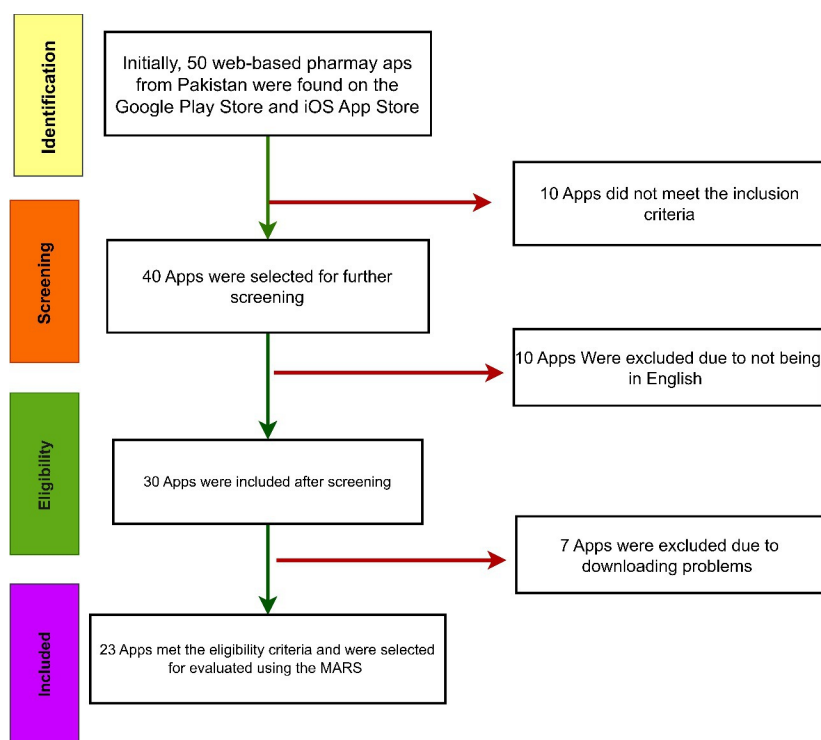 Identification
Initially, 50 web-based pharmay aps
from Pakistan were found on the
Google Play Store and iOS App Store
10 Apps did not meet the inclusion
criteria
Screening
40 Apps were selected for further
screening
10 Apps Were excluded due to not being
in English
Eligibility
30 Apps were included after screening
7 Apps were excluded due to
downloading problems
Included
23 Apps met the eligibility criteria and were selected
for evaluated using the MARS